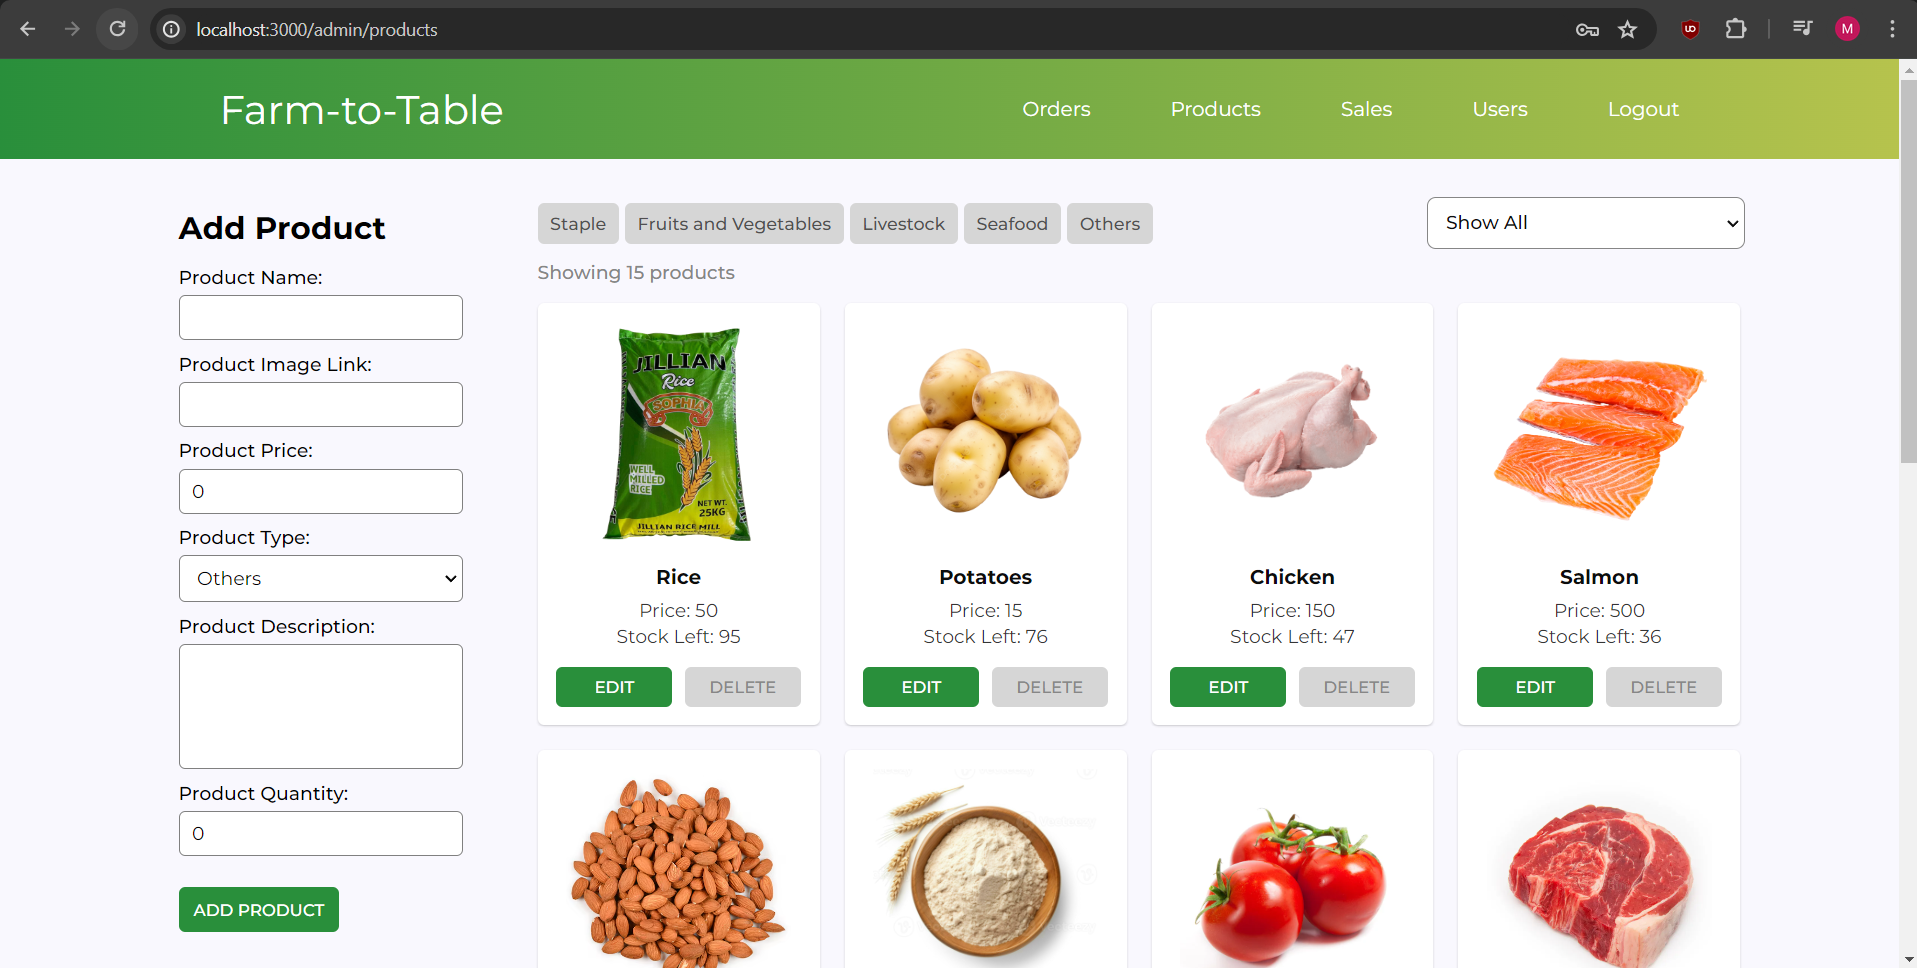 localhost:3000/admin/products
M
Farm-to-Table
Orders
Products
Sales
Users
Logout
Add Product
Product Name:
Product Image Link:
Product Price:
0
Product Type:
Others
Product Description:
Product Quantity:
0
ADD PRODUCT
Staple
Fruits and Vegetables
Livestock
Seafood
Others
Show All
Showing 15 products
JILLIAN
Rice
SOPHIA
WELL
MILLED
RICE
NET WT.
25KG
JILLIAN RICE MILL
Rice
Price: 50
Stock Left: 95
EDIT
DELETE
Potatoes
Price: 15
Stock Left: 76
EDIT
DELETE
Chicken
Price: 150
Stock Left: 47
EDIT
DELETE
Salmon
Price: 500
Stock Left: 36
EDIT
DELETE